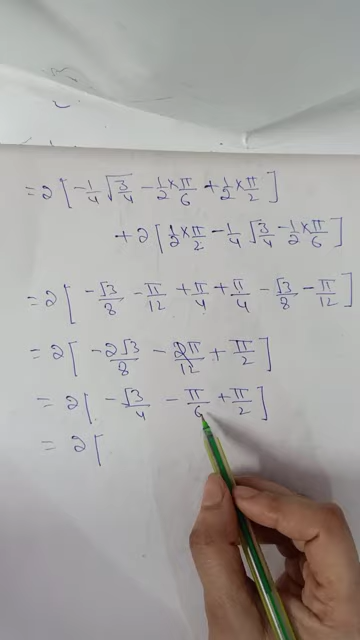 = 2 [ -1/4 √3/4 - 1/2 × π/6 + 1/2 × π/2 ]
+ 2 [ 1/2 × π/2 - 1/4 √3/4 - 1/2 × π/6 ]
= 2 [ -√3/8 - π/12 + π/4 + π/4 - √3/8 - π/12 ]
= 2 [ -2√3/8 - 2π/12 + π/2 ]
= 2 [ -√3/4 - π/6 + π/2 ]
= 2 [